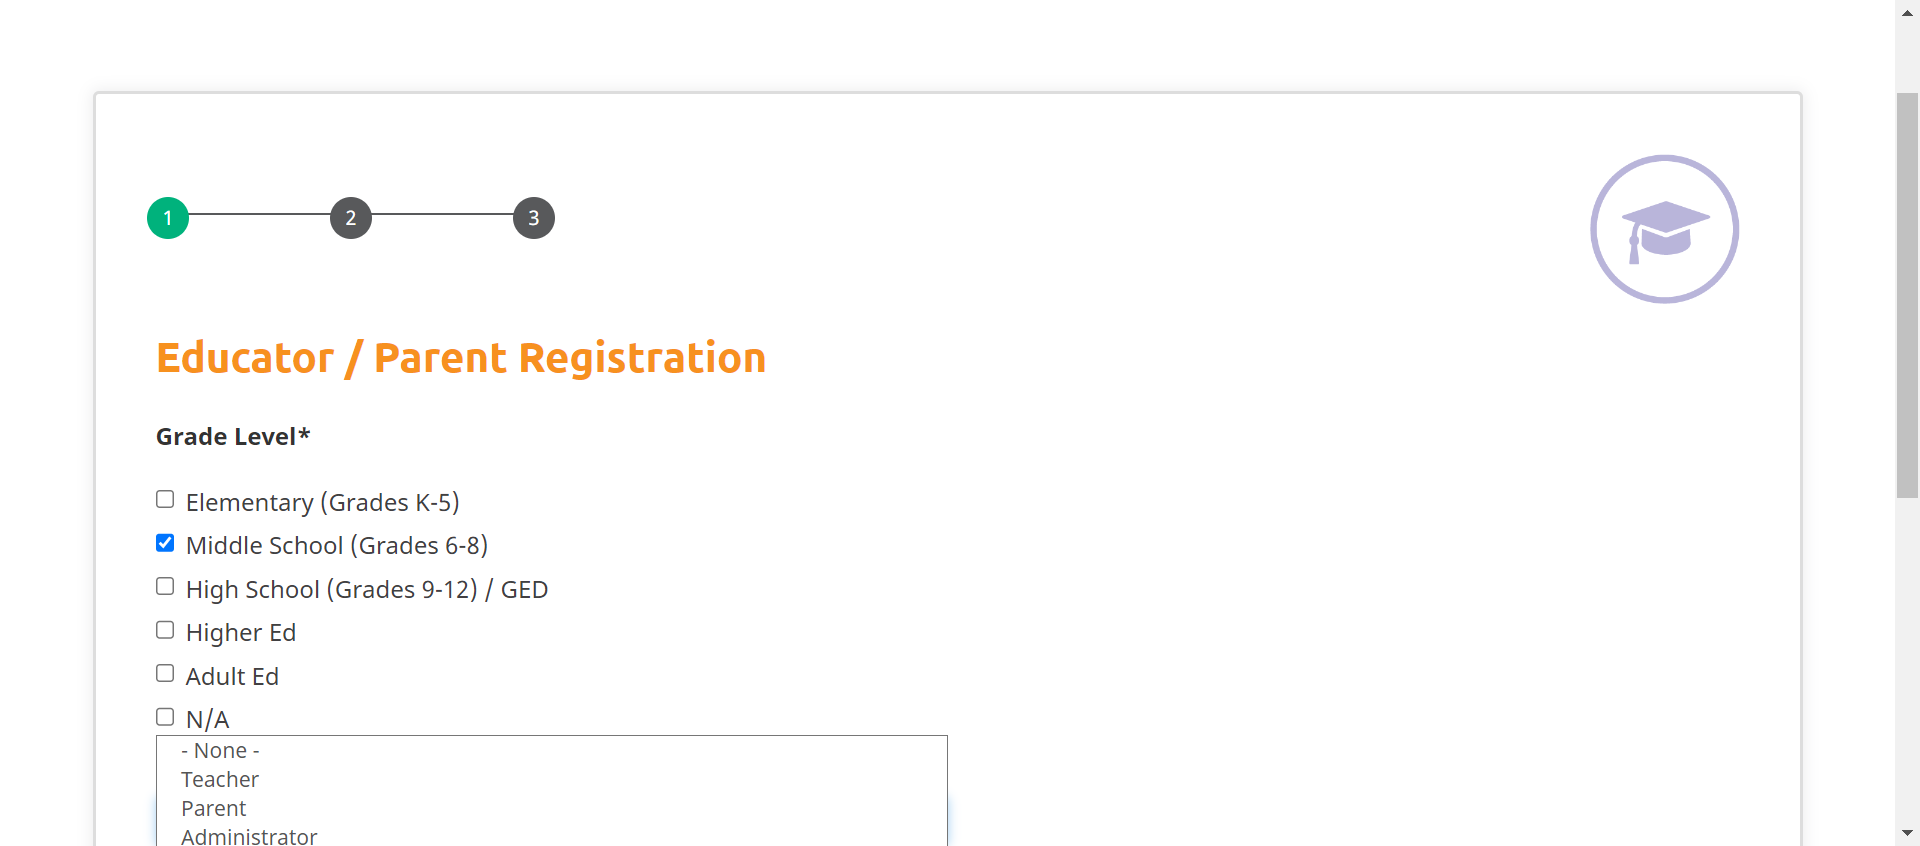 1 2 3
Educator / Parent Registration
Grade Level*
Elementary (Grades K-5)
Middle School (Grades 6-8)
High School (Grades 9-12) / GED
Higher Ed
Adult Ed
N/A
- None -
Teacher
Parent
Administrator